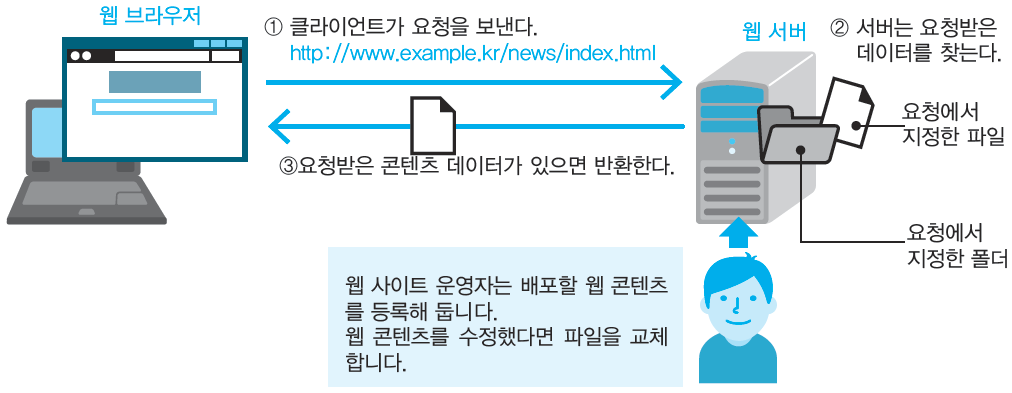 웹 브라우저
① 클라이언트가 요청을 보낸다.
http://www.example.kr/news/index.html
웹 서버
② 서버는 요청받은
데이터를 찾는다.
요청에서
지정한 파일
③요청받은 콘텐츠 데이터가 있으면 반환한다.
요청에서
지정한 폴더
웹 사이트 운영자는 배포할 웹 콘텐츠
를 등록해 둡니다.
웹 콘텐츠를 수정했다면 파일을 교체
합니다.